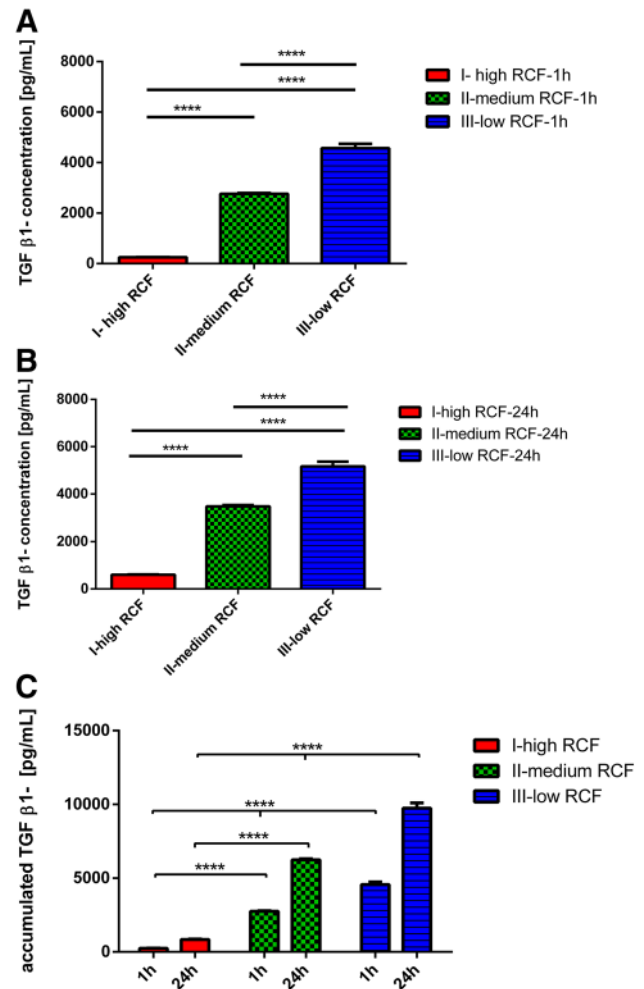 A
TGF β1- concentration [pg/mL]
8000
6000
4000
2000
0
****
****
****
I- high RCF
II-medium RCF
III-low RCF
I- high RCF-1h
II-medium RCF-1h
III-low RCF-1h
B
TGF β1- concentration [pg/mL]
8000
6000
4000
2000
0
****
****
****
I-high RCF
II-medium RCF
III-low RCF
I-high RCF-24h
II-medium RCF-24h
III-low RCF-24h
C
accumulated TGF β1- [pg/mL]
15000
10000
5000
0
****
****
****
****
1h
24h
1h
24h
1h
24h
I-high RCF
II-medium RCF
III-low RCF